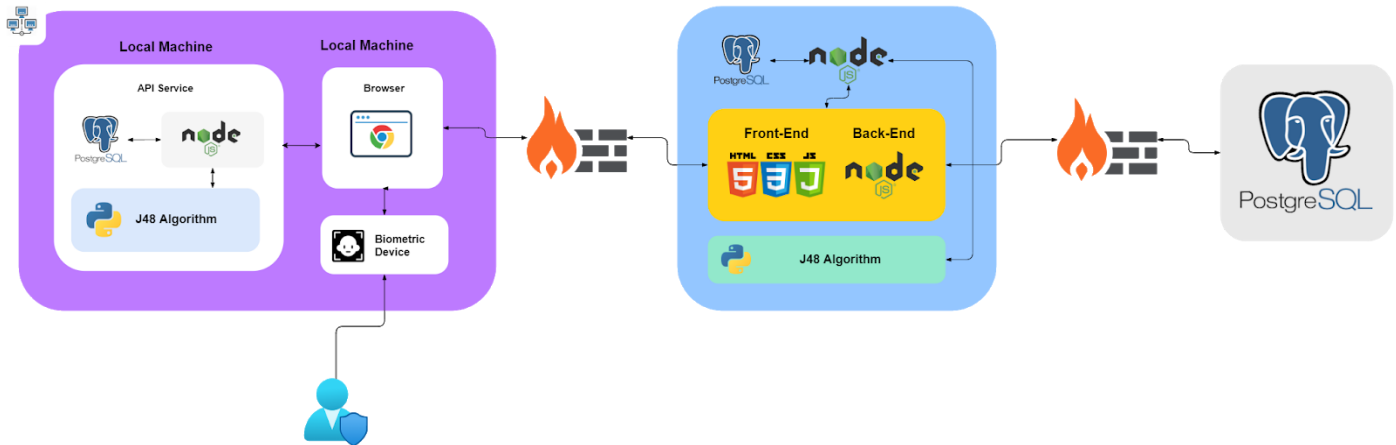 Local Machine
Local Machine
API Service
Browser
PostgreSQL
node
JS
J48 Algorithm
Biometric
Device
PostgreSQL
node
JS
Front-End
Back-End
HTML
CSS
JS
5
3
J
node
JS
J48 Algorithm
PostgreSQL